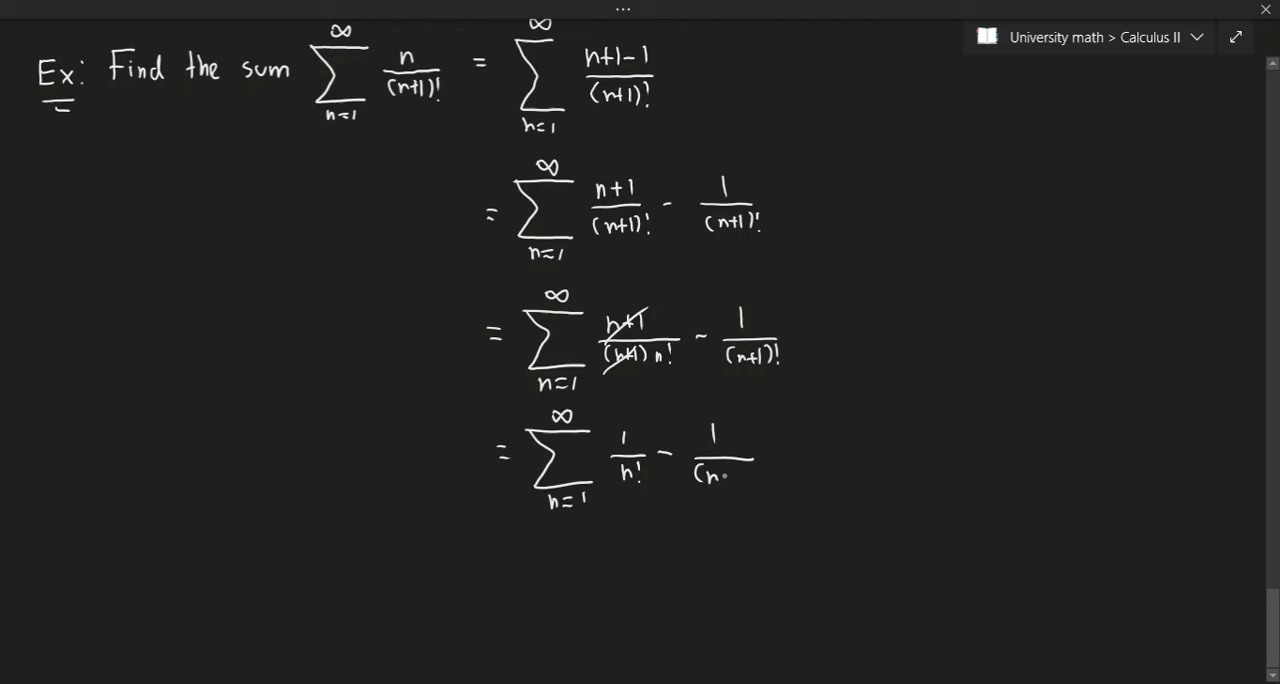 University math > Calculus II
Ex: Find the sum ∑_{n=1}^{∞} n/(n+1)! = ∑_{n=1}^{∞} (n+1-1)/(n+1)!
= ∑_{n=1}^{∞} (n+1)/(n+1)! - 1/(n+1)!
= ∑_{n=1}^{∞} (n+1)/((n+1) n!) - 1/(n+1)!
= ∑_{n=1}^{∞} 1/n! - 1/(n